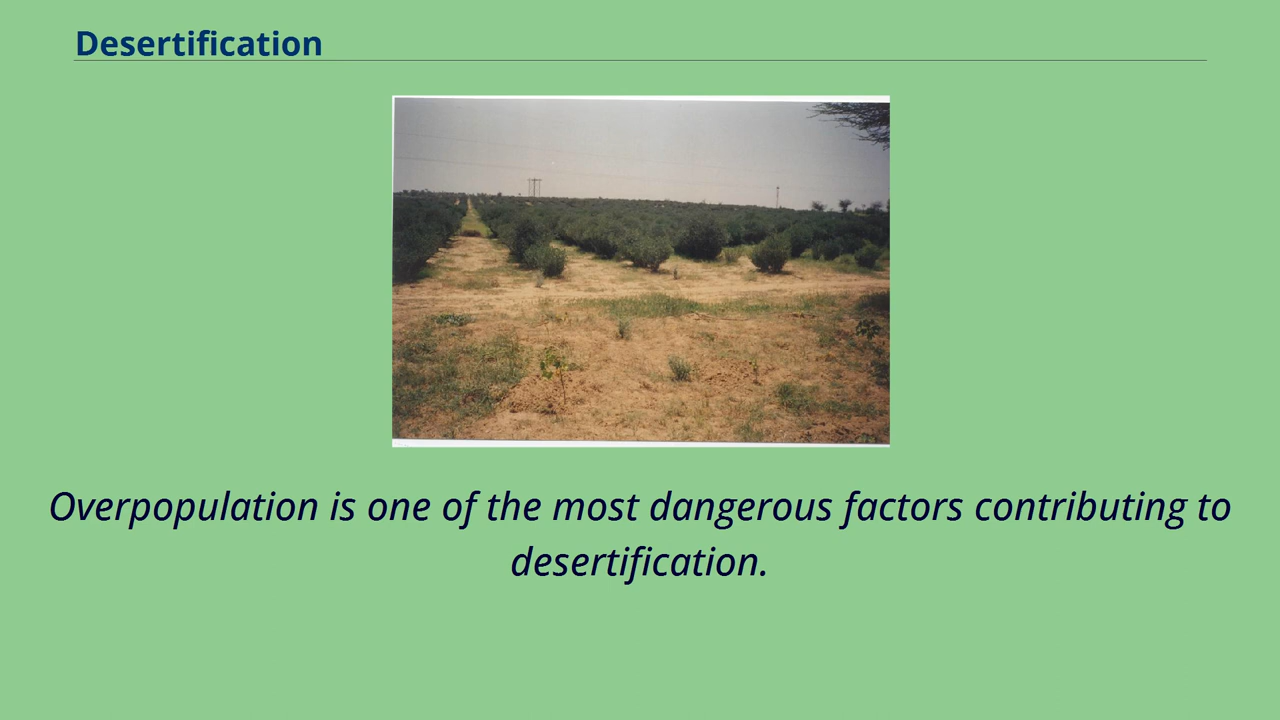 Desertification
Overpopulation is one of the most dangerous factors contributing to
desertification.